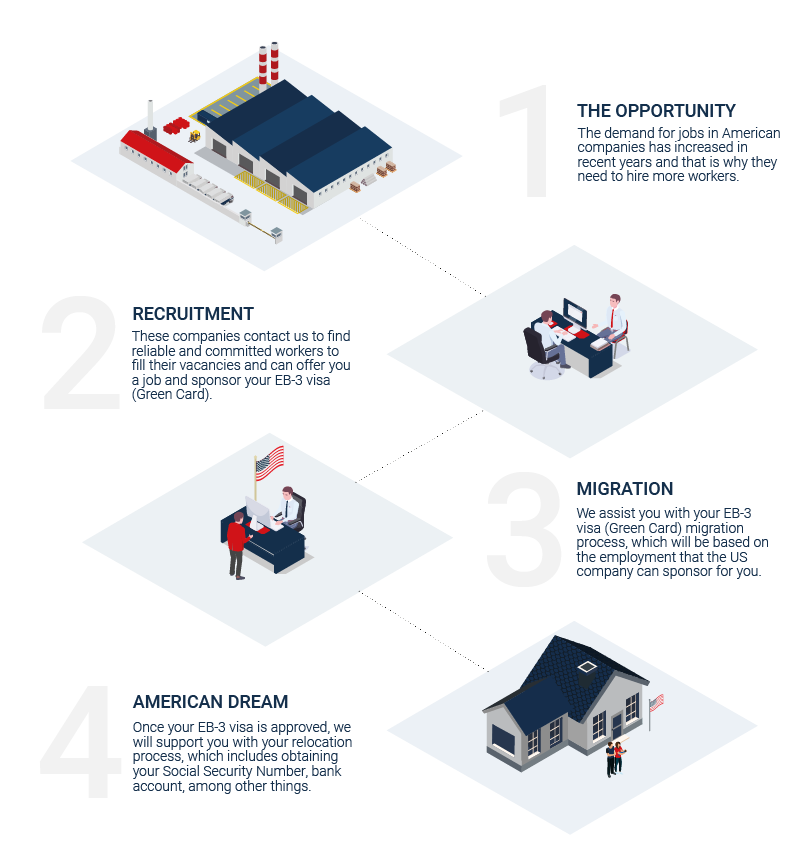 1
THE OPPORTUNITY
The demand for jobs in American
companies has increased in
recent years and that is why they
need to hire more workers.
2
RECRUITMENT
These companies contact us to find
reliable and committed workers to
fill their vacancies and can offer you
a job and sponsor your EB-3 visa
(Green Card).
3
MIGRATION
We assist you with your EB-3
visa (Green Card) migration
process, which will be based on
the employment that the US
company can sponsor for you.
4
AMERICAN DREAM
Once your EB-3 visa is approved, we
will support you with your relocation
process, which includes obtaining
your Social Security Number, bank
account, among other things.